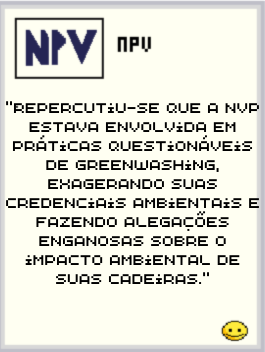 NPV
NPV
"REPERCUTIU-SE QUE A NVP
ESTAVA ENVOLVIDA EM
PRÁTICAS QUESTIONÁVEIS
DE GREENWASHING,
EXAGERANDO SUAS
CREDENCIAIS AMBIENTAIS E
FAZENDO ALEGAÇÕES
ENGANOSAS SOBRE O
IMPACTO AMBIENTAL DE
SUAS CADEIRAS."